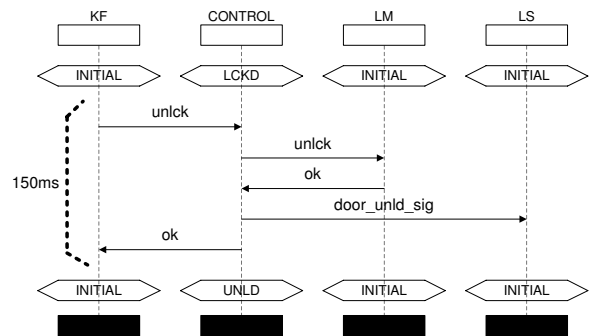 KF CONTROL LM LS
INITIAL LCKD INITIAL INITIAL
unlck
unlck
ok
150ms
door_unld_sig
ok
INITIAL UNLD INITIAL INITIAL